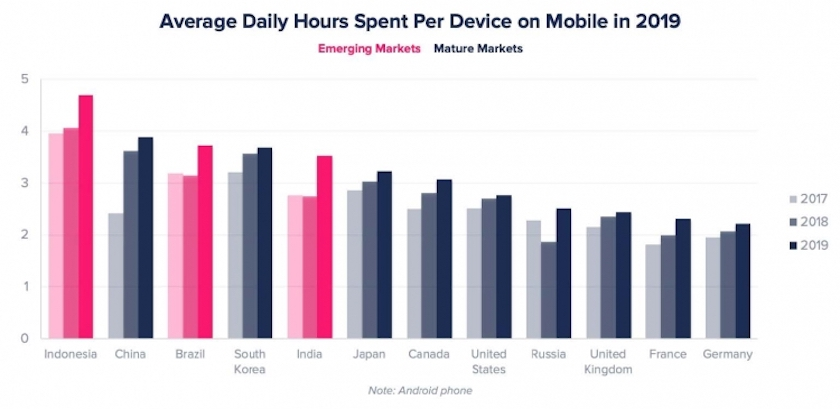 Average Daily Hours Spent Per Device on Mobile in 2019
Emerging Markets Mature Markets
5
4
3
2
1
0
2017
2018
2019
Indonesia China Brazil South Korea India Japan Canada United States Russia United Kingdom France Germany
Note: Android phone